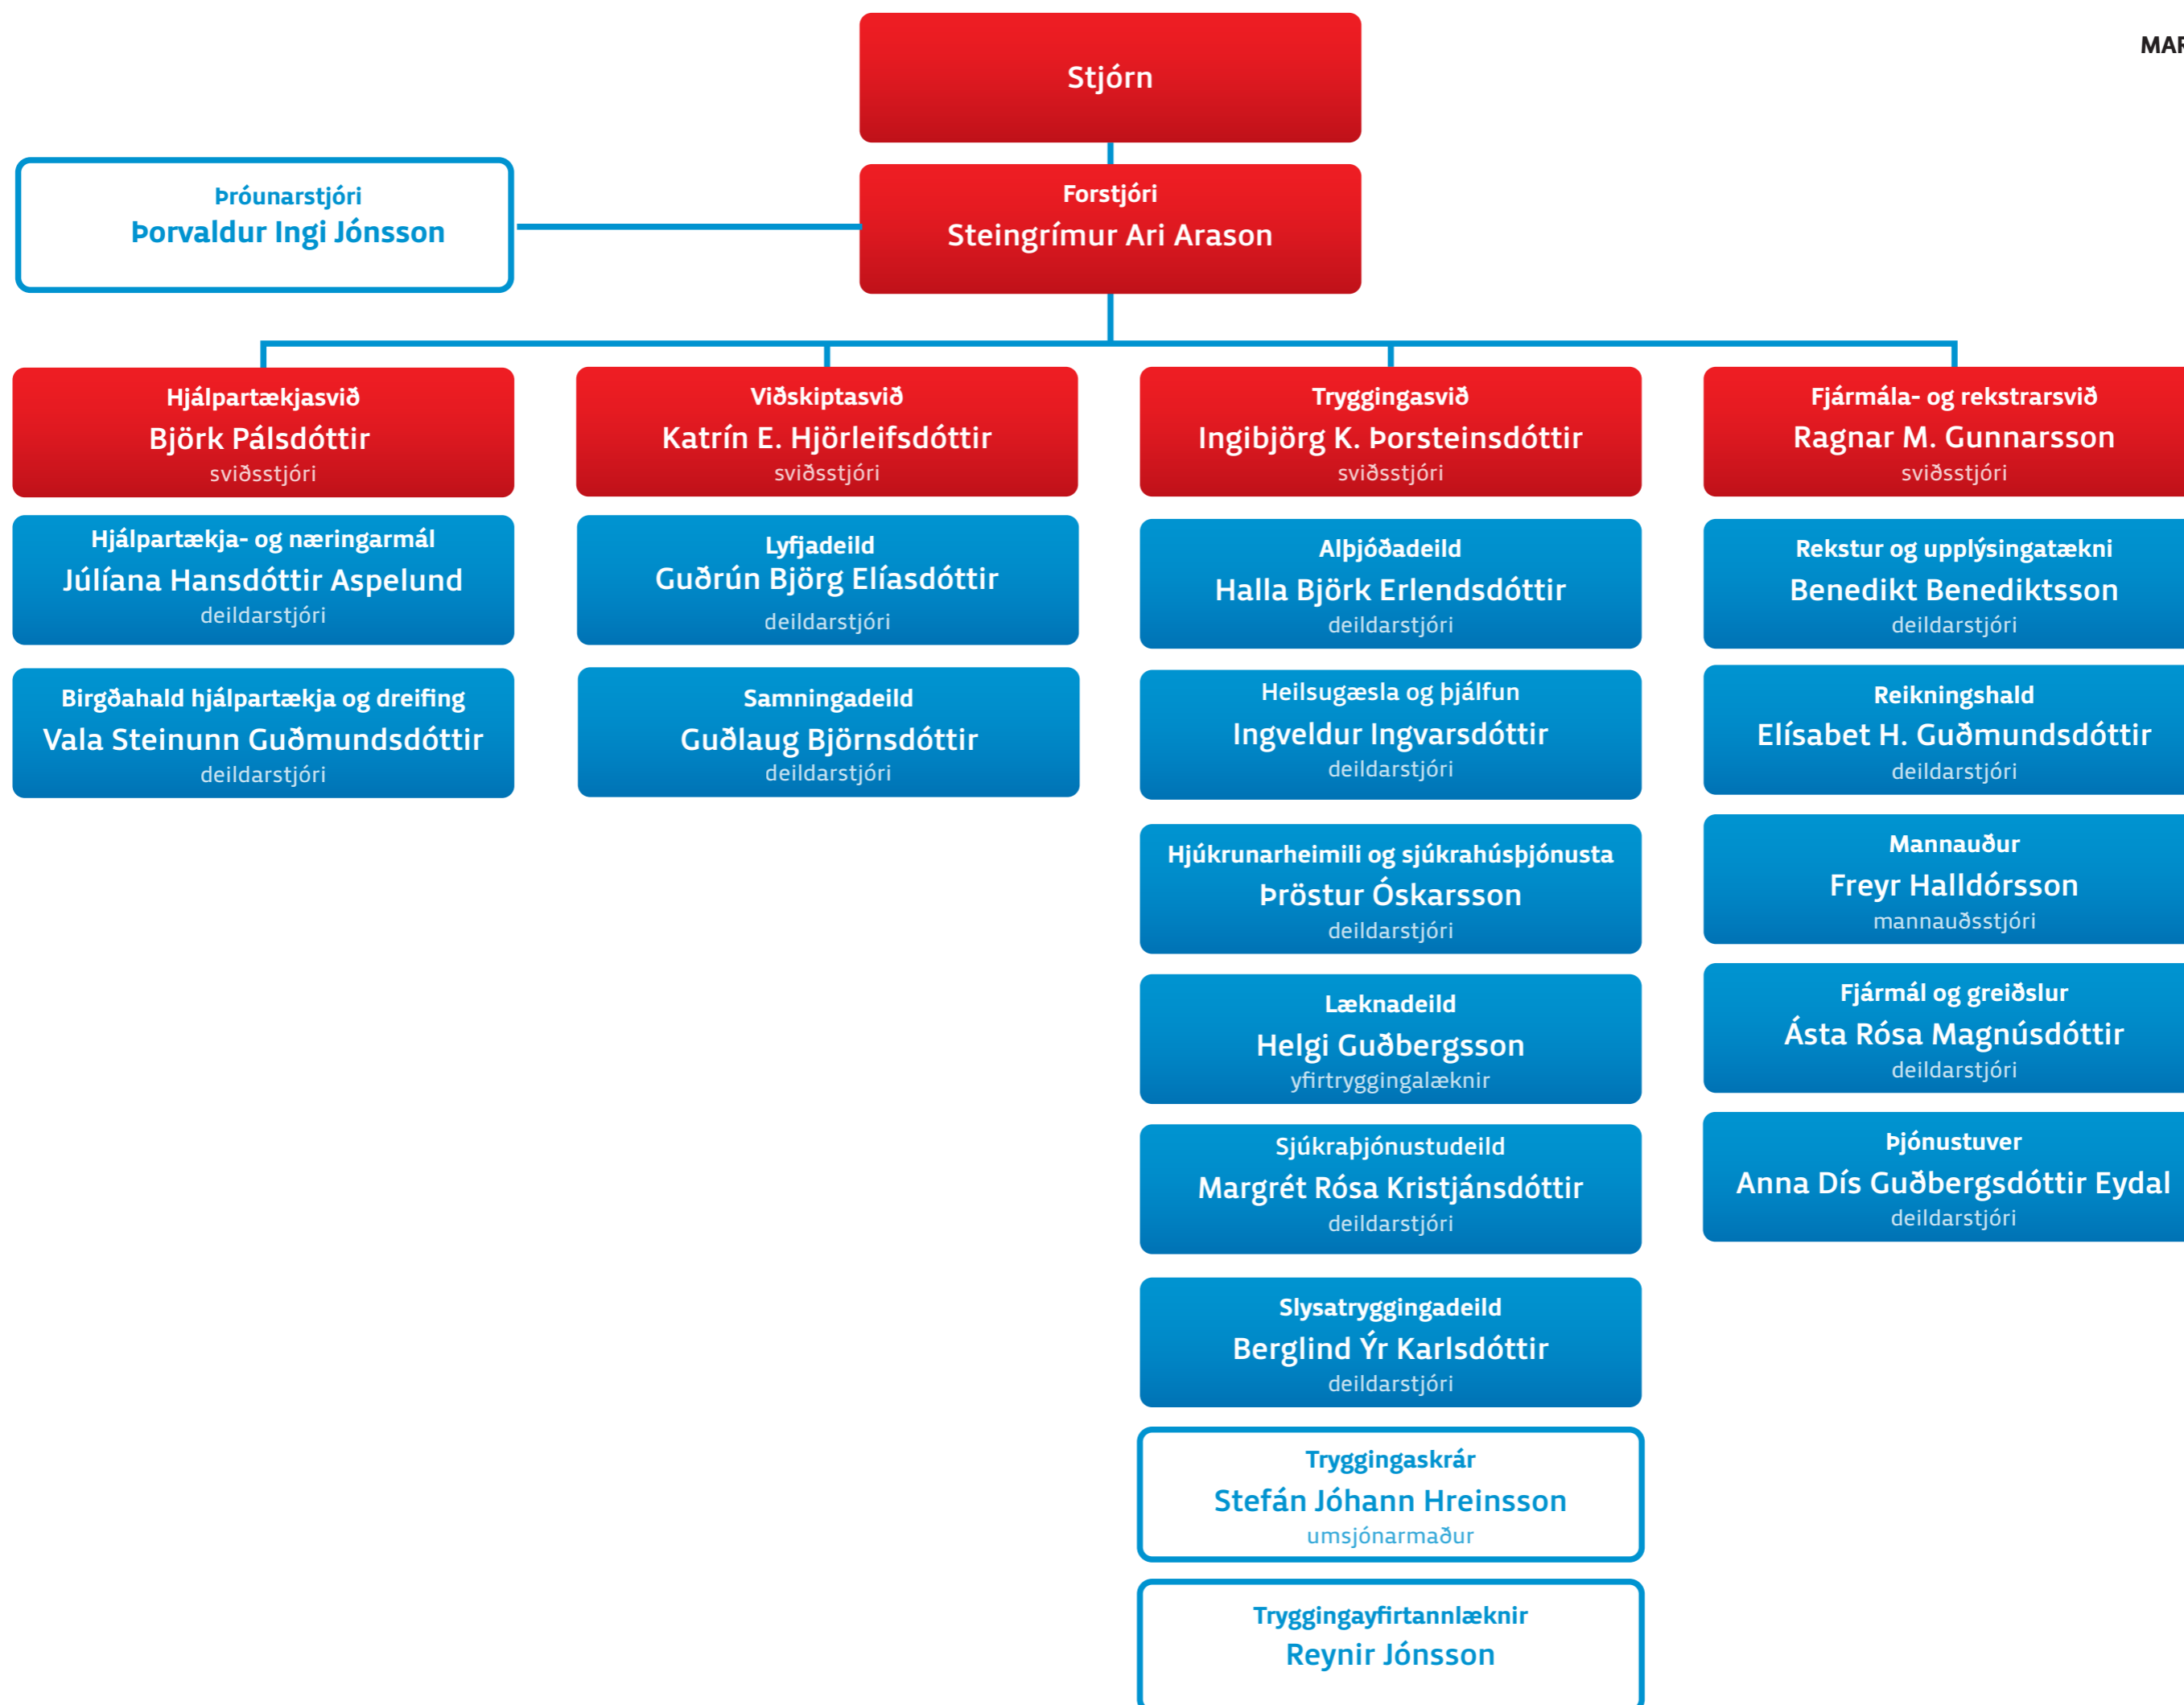 MAR
Stjórn
Þróunarstjóri
Þorvaldur Ingi Jónsson
Forstjóri
Steingrímur Ari Arason
Hjálpartækjasvið
Björk Pálsdóttir
sviðsstjóri
Hjálpartækja- og næringarmál
Júlíana Hansdóttir Aspelund
deildarstjóri
Birgðahald hjálpartækja og dreifing
Vala Steinunn Guðmundsdóttir
deildarstjóri
Viðskiptasvið
Katrín E. Hjörleifsdóttir
sviðsstjóri
Lyfjadeild
Guðrún Björg Elíasdóttir
deildarstjóri
Samningadeild
Guðlaug Björnsdóttir
deildarstjóri
Tryggingasvið
Ingibjörg K. Þorsteinsdóttir
sviðsstjóri
Alþjóðadeild
Halla Björk Erlendsdóttir
deildarstjóri
Heilsugæsla og þjálfun
Ingveldur Ingvarsdóttir
deildarstjóri
Hjúkrunarheimili og sjúkrahúsþjónusta
Þröstur Óskarsson
deildarstjóri
Læknadeild
Helgi Guðbergsson
yfirtryggingalæknir
Sjúkraþjónustudeild
Margrét Rósa Kristjánsdóttir
deildarstjóri
Slysatryggingadeild
Berglind Ýr Karlsdóttir
deildarstjóri
Tryggingaskrár
Stefán Jóhann Hreinsson
umsjónarmaður
Tryggingayfirtannlæknir
Reynir Jónsson
Fjármála- og rekstrarsvið
Ragnar M. Gunnarsson
sviðsstjóri
Rekstur og upplýsingatækni
Benedikt Benediktsson
deildarstjóri
Reikningshald
Elísabet H. Guðmundsdóttir
deildarstjóri
Mannauður
Freyr Halldórsson
mannauðsstjóri
Fjármál og greiðslur
Ásta Rósa Magnúsdóttir
deildarstjóri
Þjónustuver
Anna Dís Guðbergsdóttir Eydal
deildarstjóri